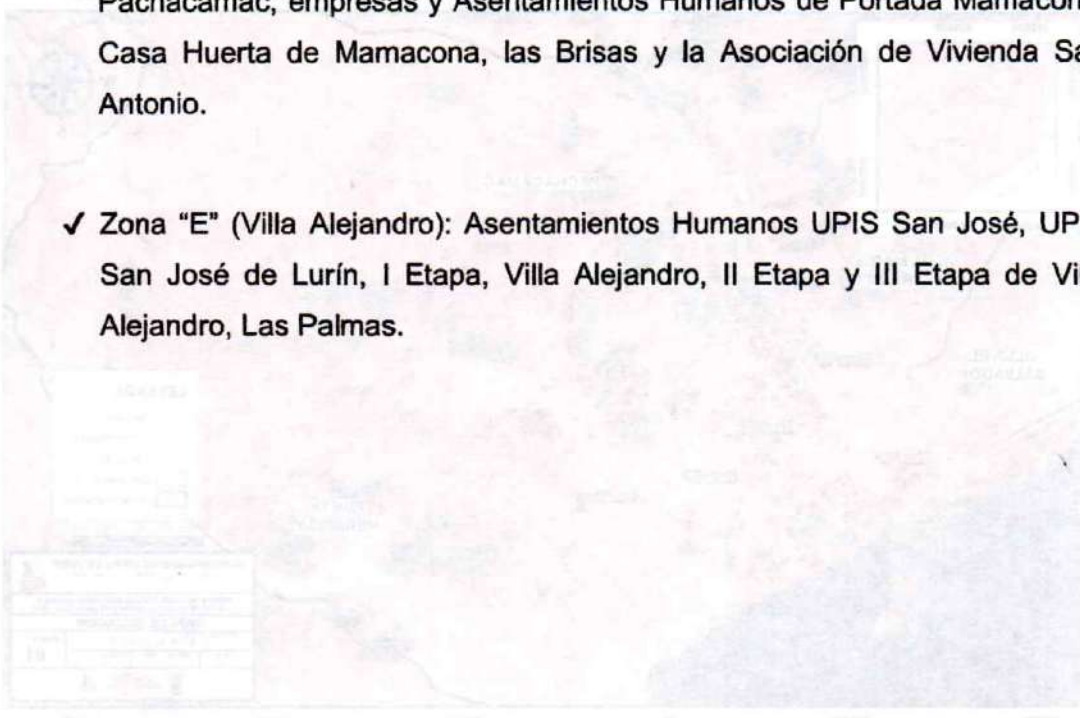 Pachacamac, empresas y Asentamientos Humanos de Portada Mamacon
Casa Huerta de Mamacona, las Brisas y la Asociación de Vivienda Sa
Antonio.
✓ Zona “E” (Villa Alejandro): Asentamientos Humanos UPIS San José, UP
San José de Lurín, I Etapa, Villa Alejandro, II Etapa y III Etapa de Vi
Alejandro, Las Palmas.